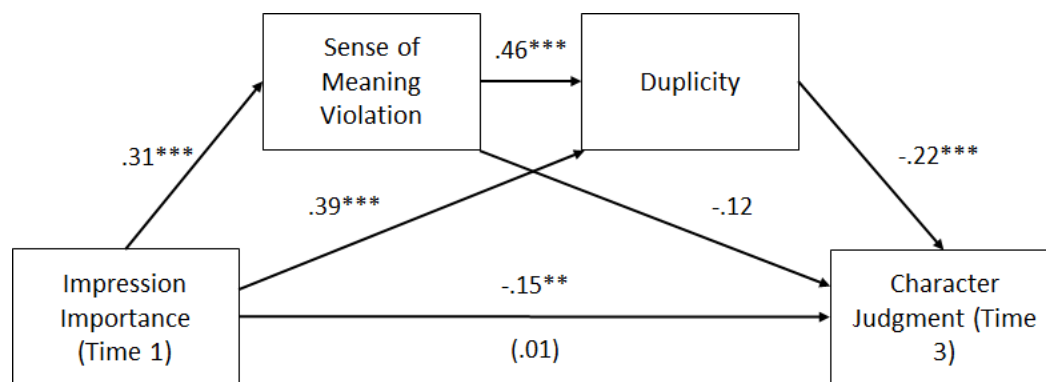 Sense of
Meaning
Violation
.46***
Duplicity
.31***
.39***
-.22***
-.12
Impression
Importance
(Time 1)
-.15**
(.01)
Character
Judgment (Time
3)